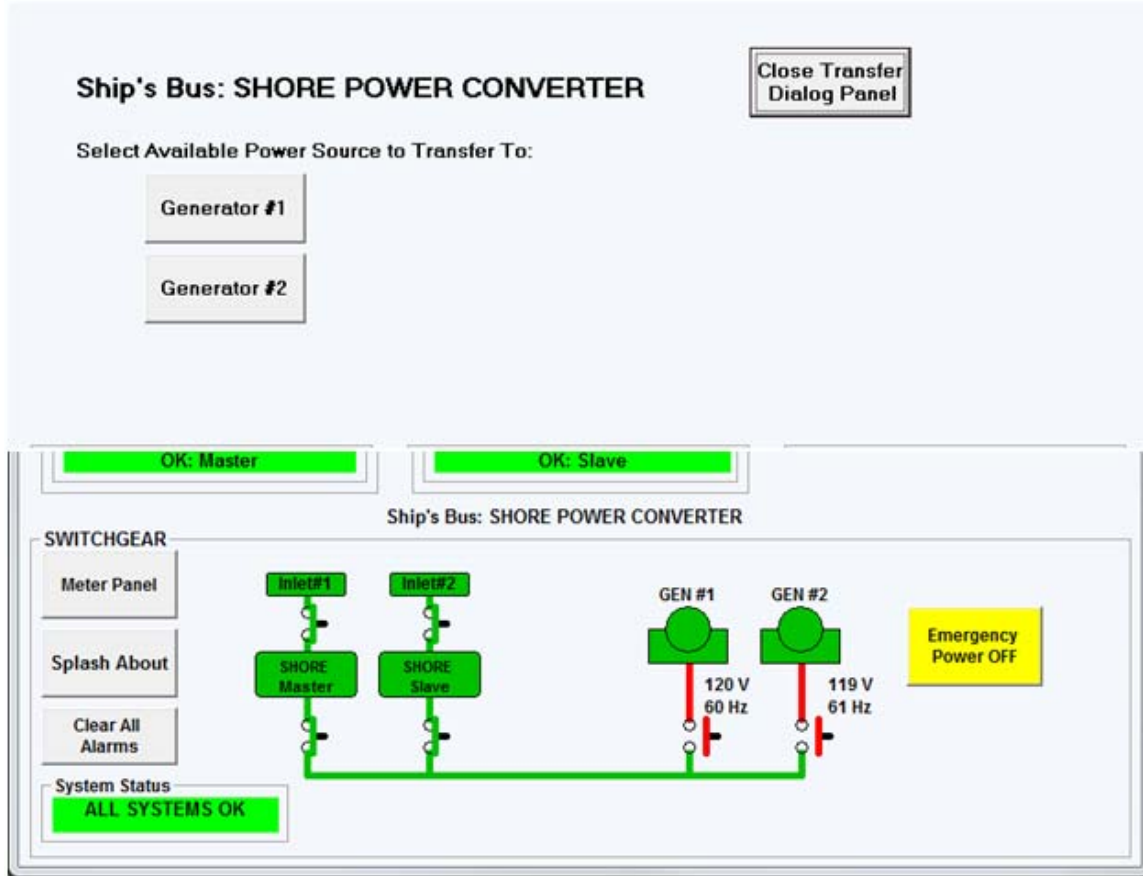 Ship's Bus: SHORE POWER CONVERTER
Close Transfer
Dialog Panel
Select Available Power Source to Transfer To:
Generator #1
Generator #2
OK: Master
OK: Slave
Ship's Bus: SHORE POWER CONVERTER
SWITCHGEAR
Meter Panel
Splash About
Clear All
Alarms
Inlet#1
Inlet#2
SHORE
Master
SHORE
Slave
GEN #1
GEN #2
120 V
60 Hz
119 V
61 Hz
Emergency
Power OFF
System Status
ALL SYSTEMS OK